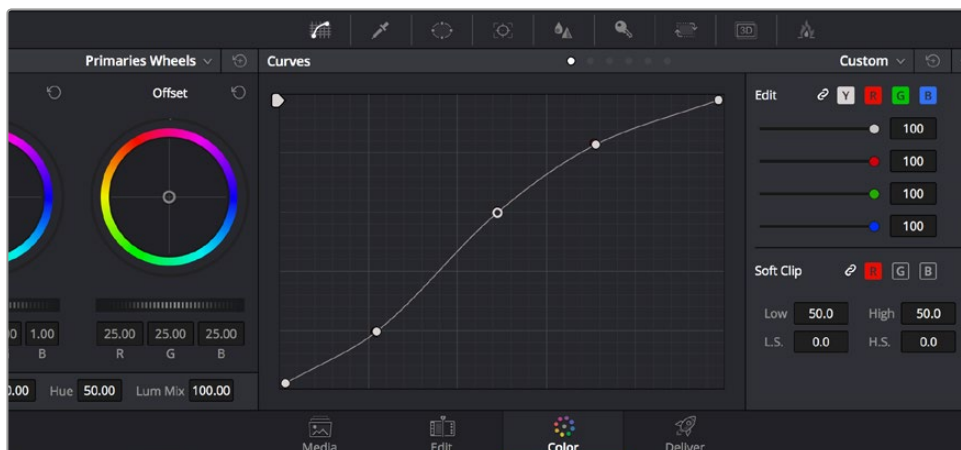 3D
Primaries Wheels
Curves
Custom
Offset
Edit
Y R G B
100
100
100
100
Soft Clip
R G B
Low 50.0 High 50.0
L.S. 0.0 H.S. 0.0
1.00
25.00 25.00 25.00
B R G B
Hue 50.00 Lum Mix 100.00
Media Edit Color Deliver